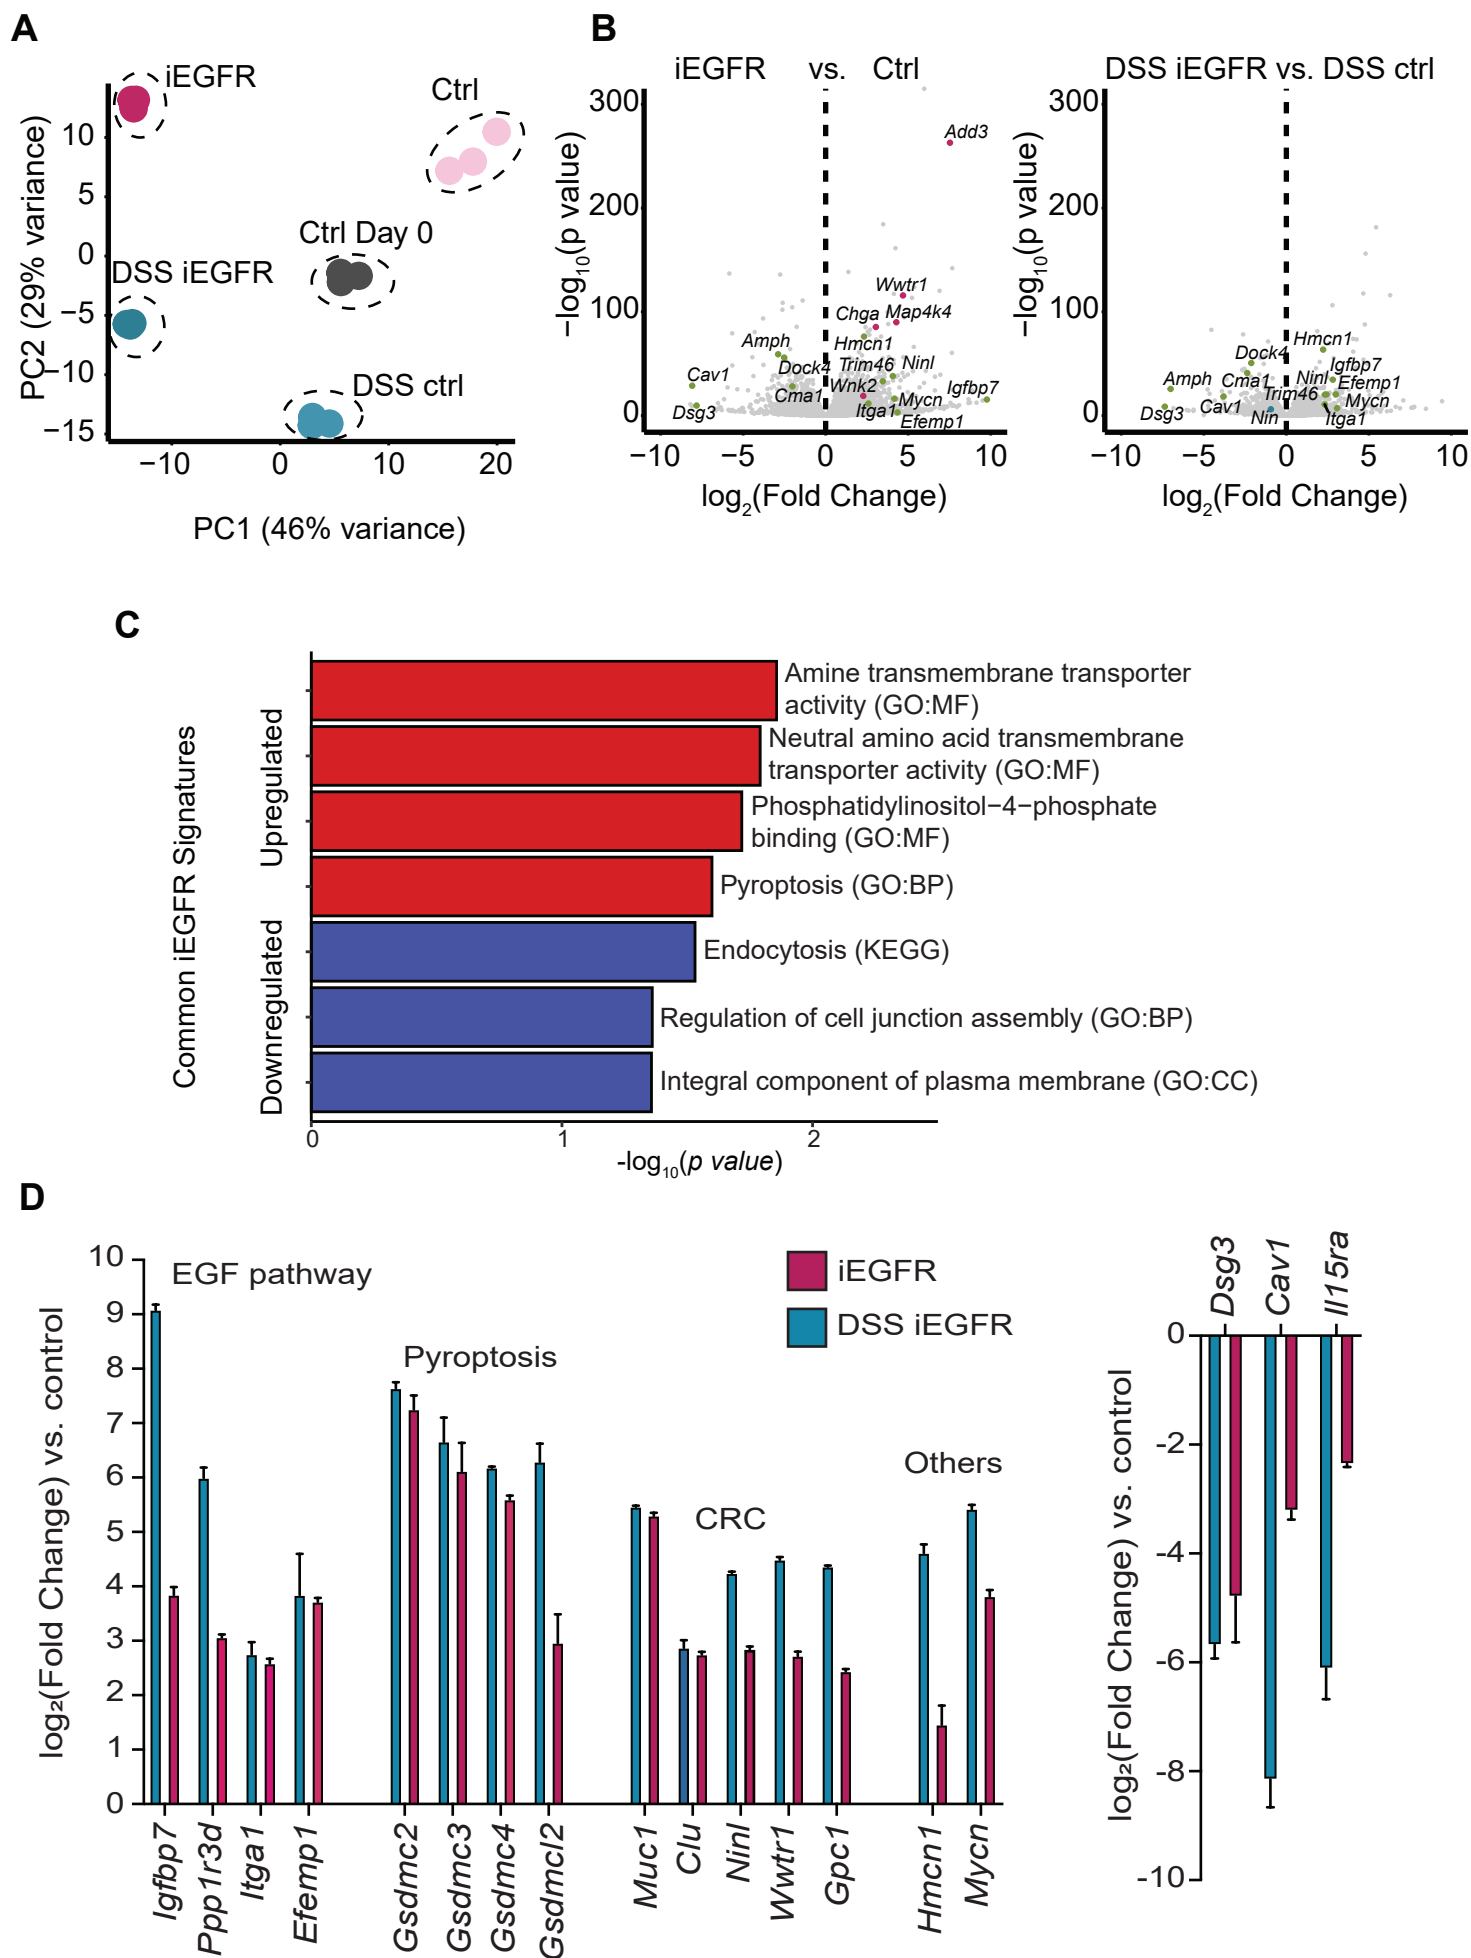 A
iEGFR
Ctrl
Ctrl Day 0
DSS iEGFR
DSS ctrl
PC2 (29% variance)
10
5
0
−5
−10
−15
−10
0
10
20
PC1 (46% variance)
B
iEGFR vs. Ctrl
−log10(p value)
300
200
100
0
Add3
Wwtr1
Chga
Map4k4
Hmcn1
Amph
Dock4
Trim46
Ninl
Cav1
Cma1
Wnk2
Igfbp7
Dsg3
Itga1
Mycn
Efemp1
−10
−5
0
5
10
log2(Fold Change)
DSS iEGFR vs. DSS ctrl
−log10(p value)
300
200
100
0
Hmcn1
Dock4
Igfbp7
Amph
Cma1
Ninl
Efemp1
Trim46
Mycn
Dsg3
Cav1
Nin
Itga1
−10
−5
0
5
10
log2(Fold Change)
C
Common iEGFR Signatures
Upregulated
Downregulated
Amine transmembrane transporter
activity (GO:MF)
Neutral amino acid transmembrane
transporter activity (GO:MF)
Phosphatidylinositol−4−phosphate
binding (GO:MF)
Pyroptosis (GO:BP)
Endocytosis (KEGG)
Regulation of cell junction assembly (GO:BP)
Integral component of plasma membrane (GO:CC)
0
1
2
-log10(p value)
D
log₂(Fold Change) vs. control
10
9
8
7
6
5
4
3
2
1
0
EGF pathway
Pyroptosis
CRC
Others
iEGFR
DSS iEGFR
Igfbp7
Ppp1r3d
Itga1
Efemp1
Gsdmc2
Gsdmc3
Gsdmc4
Gsdmcl2
Muc1
Clu
Ninl
Wwtr1
Gpc1
Hmcn1
Mycn
Dsg3
Cav1
Il15ra
log₂(Fold Change) vs. control
0
-2
-4
-6
-8
-10